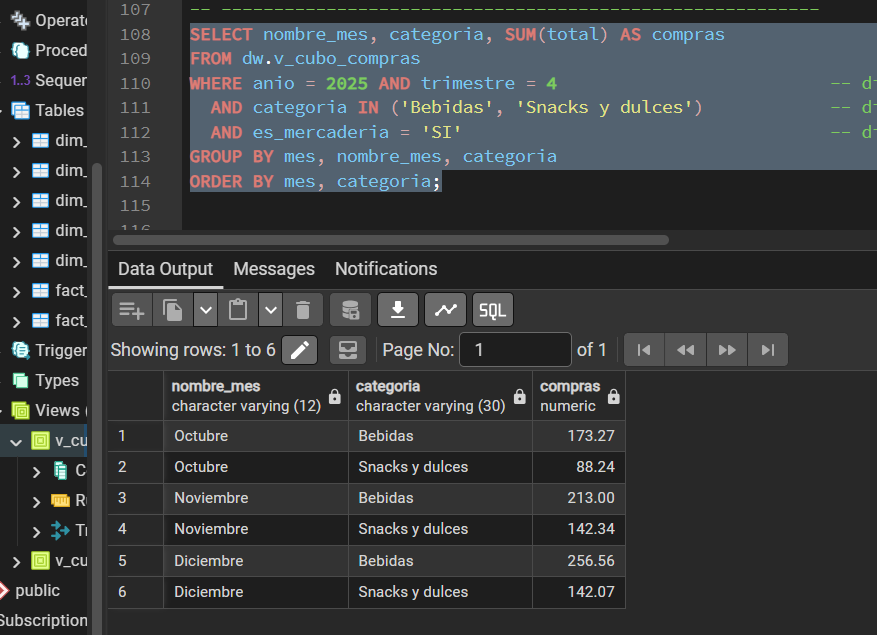 Operato
Proced
1..3 Sequer
Tables
dim_
dim_
dim_
dim_
dim_
fact_
fact_
Trigger
Types
Views (
v_cu
C
Ru
Tr
v_cu
public
Subscription
107 -- ---------------------------------------------------------
108 SELECT nombre_mes, categoria, SUM(total) AS compras
109 FROM dw.v_cubo_compras
110 WHERE anio = 2025 AND trimestre = 4 -- d
111 AND categoria IN ('Bebidas', 'Snacks y dulces') -- d
112 AND es_mercaderia = 'SI' -- d
113 GROUP BY mes, nombre_mes, categoria
114 ORDER BY mes, categoria;
115
116
Data Output Messages Notifications
SQL
Showing rows: 1 to 6 Page No: 1 of 1
nombre_mes categoria compras
character varying (12) character varying (30) numeric
1 Octubre Bebidas 173.27
2 Octubre Snacks y dulces 88.24
3 Noviembre Bebidas 213.00
4 Noviembre Snacks y dulces 142.34
5 Diciembre Bebidas 256.56
6 Diciembre Snacks y dulces 142.07